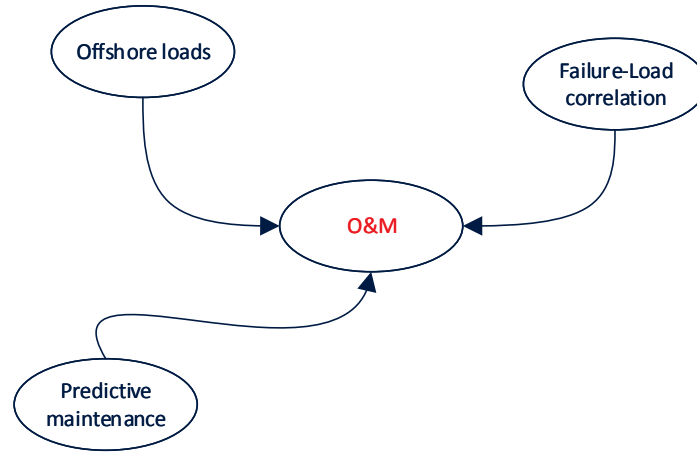 Offshore loads
Failure-Load
correlation
O&M
Predictive
maintenance